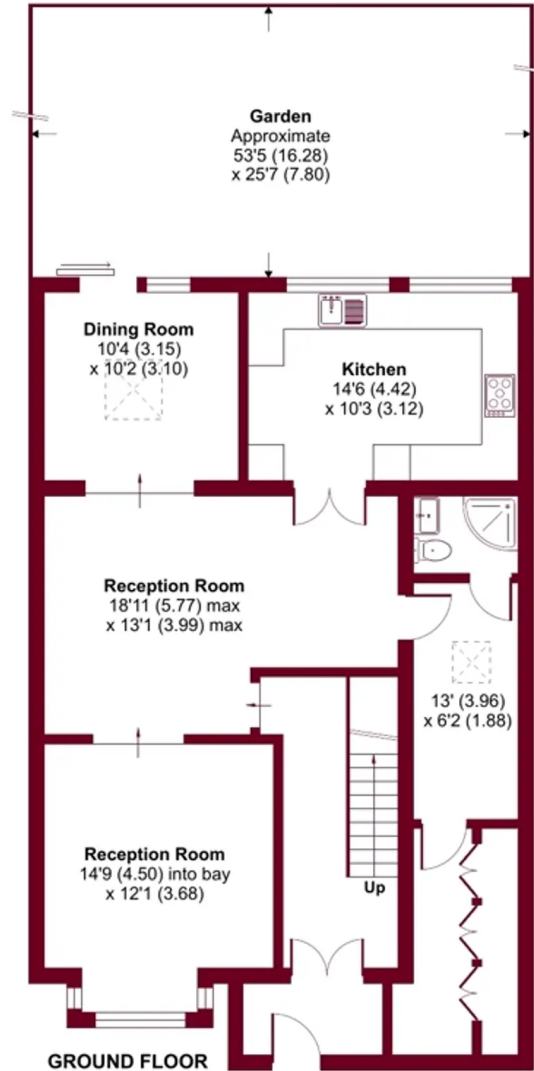 Garden
Approximate
53'5 (16.28)
x 25'7 (7.80)
Dining Room
10'4 (3.15)
x 10'2 (3.10)
Kitchen
14'6 (4.42)
x 10'3 (3.12)
Reception Room
18'11 (5.77) max
x 13'1 (3.99) max
13' (3.96)
x 6'2 (1.88)
Reception Room
14'9 (4.50) into bay
x 12'1 (3.68)
Up
GROUND FLOOR